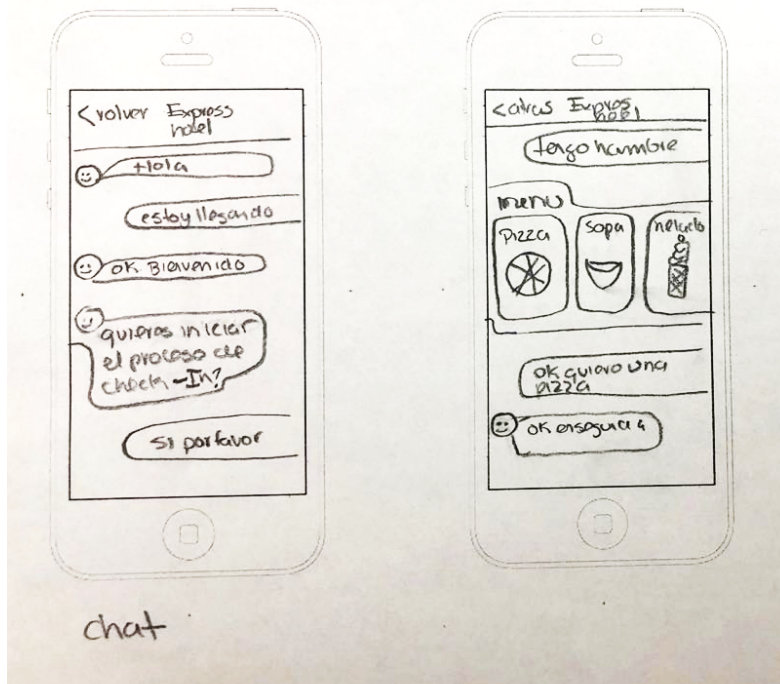 < volver Express
hotel
Hola
estoy llegando
ok Bienvenido
quieres iniciar
el proceso de
check-In?
si porfavor
< atras Expres
hotel
tengo hambre
menu
Pizza
sopa
helado
ok quiero una
pizza
ok enseguida
chat